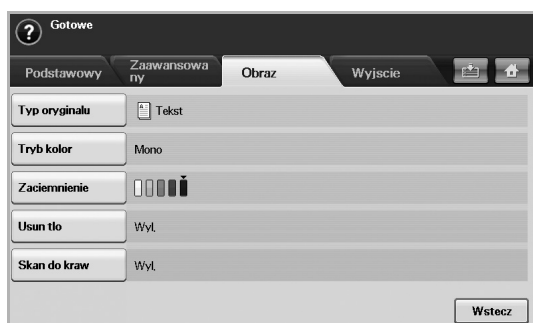 Gotowe
Podstawowy
Zaawansowa
ny
Obraz
Wyjscie
Typ oryginalu
Tekst
Tryb kolor
Mono
Zaciemnienie
Usun tlo
Wyl.
Skan do kraw
Wyl.
Wstecz